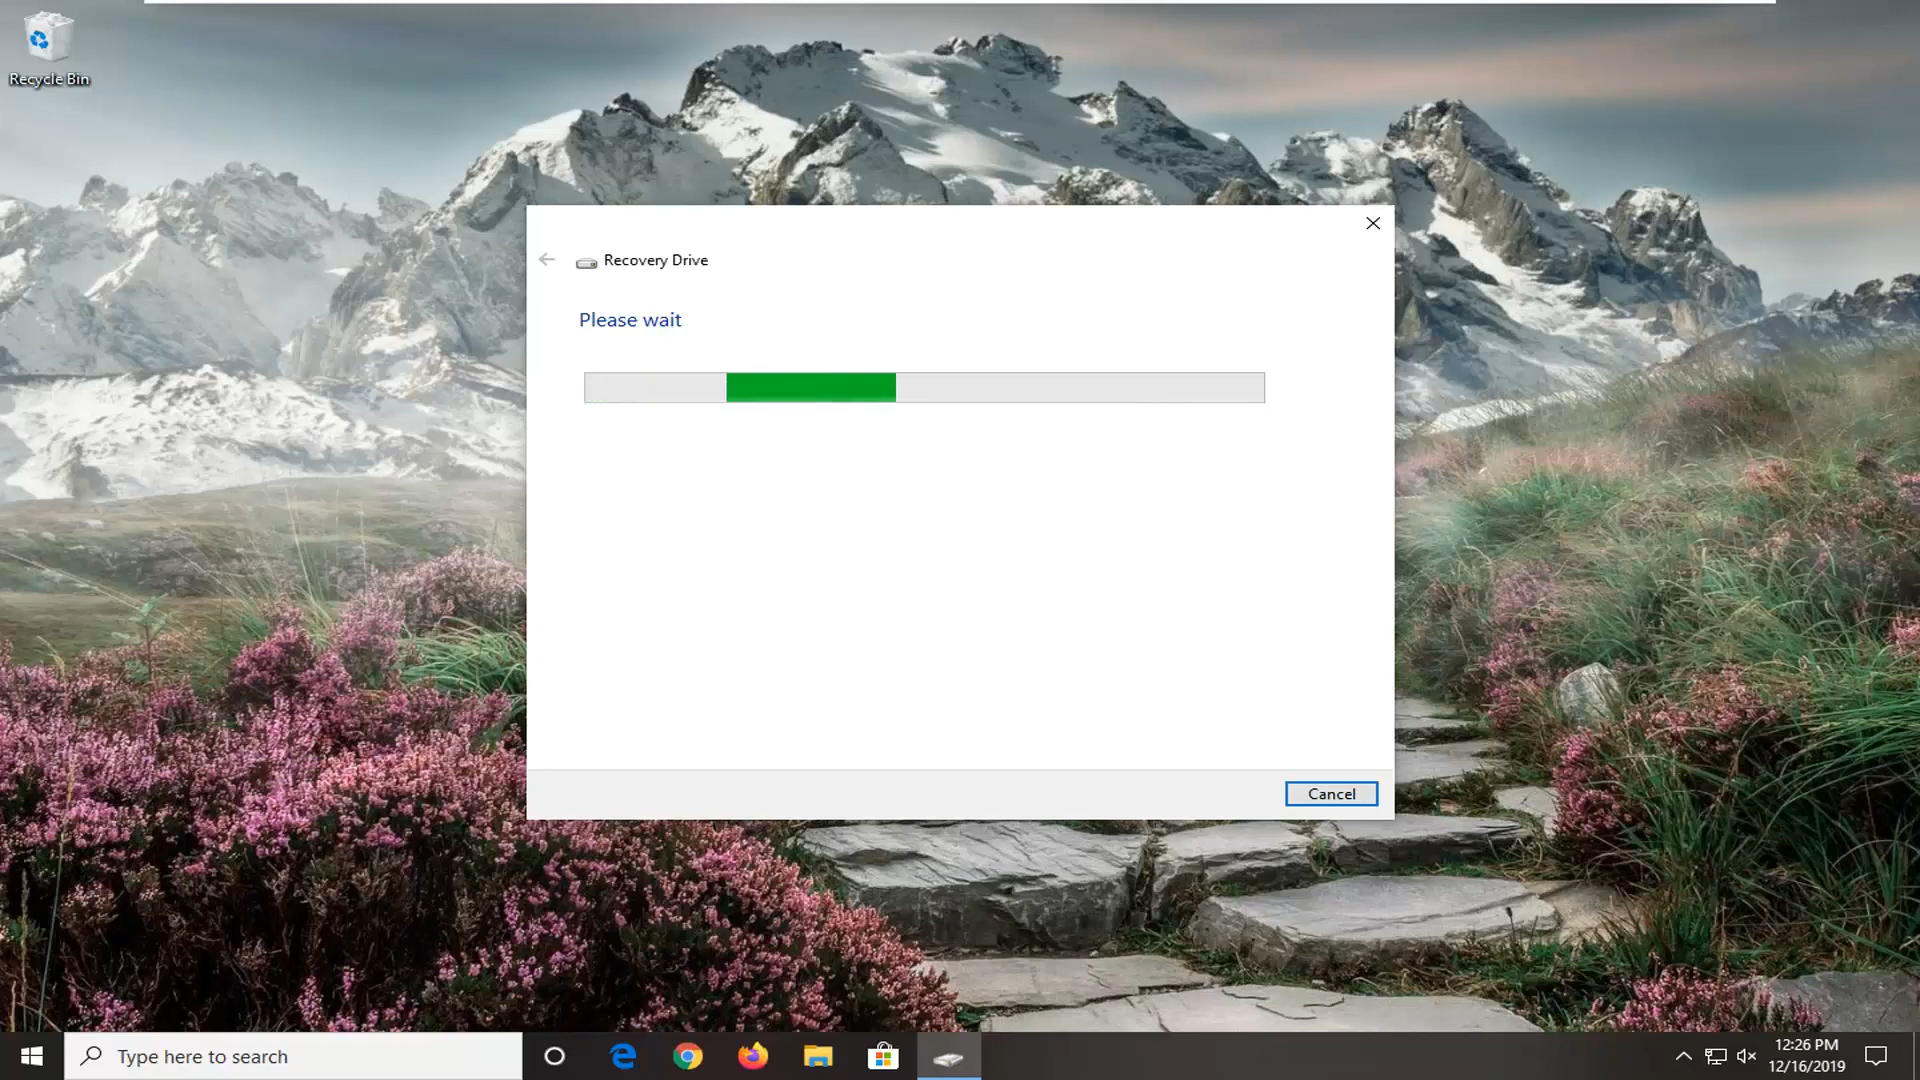 Recycle Bin
Recovery Drive
Please wait
Cancel
Type here to search
12:26 PM
12/16/2019